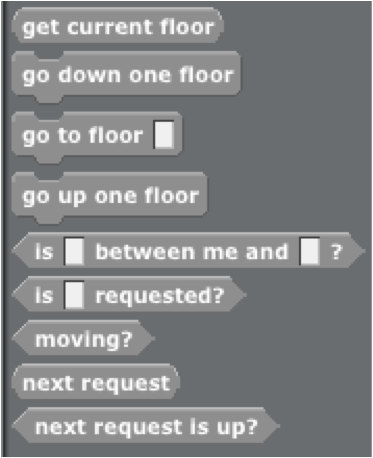 get current floor
go down one floor
go to floor
go up one floor
is between me and ?
is requested?
moving?
next request
next request is up?